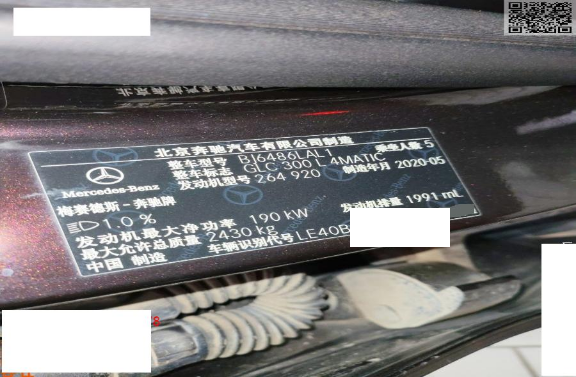 北京奔驰汽车有限公司制造
整车型号 BJ6486LAL1 乘坐人数 5
整车标志 GLC 300 L 4MATIC
发动机型号 264 920 制造年月 2020-05
Mercedes-Benz
梅赛德斯-奔驰牌
1.0 %
发动机最大净功率 190 KW 发动机排量 1991 mL
最大允许总质量 2430 kg
中国 制造 车辆识别代号 LE40B